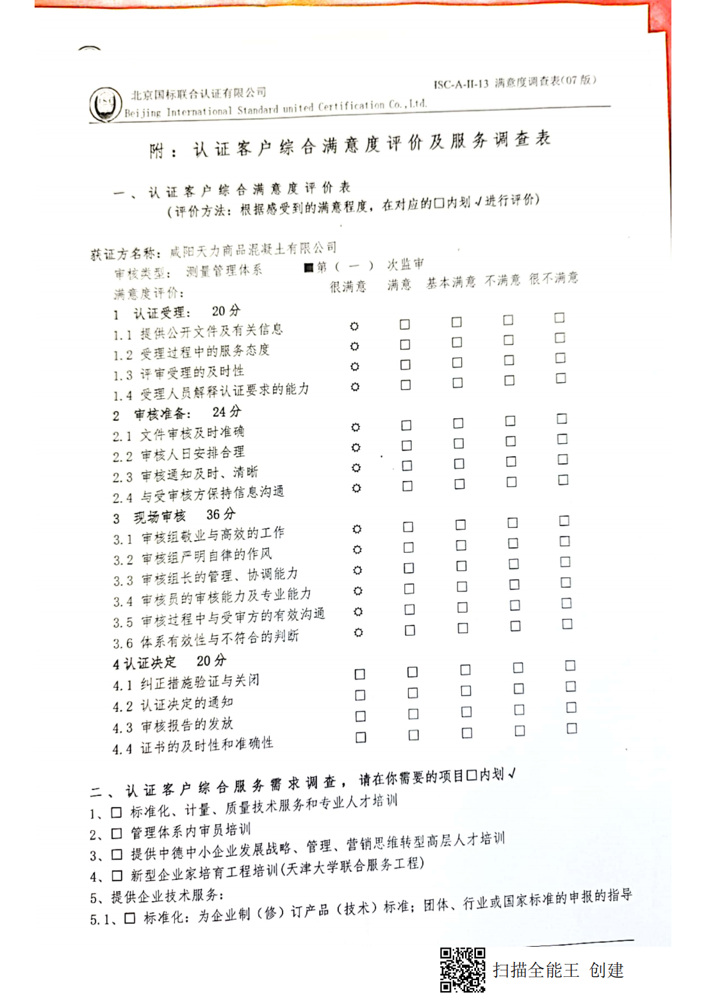 北京国标联合认证有限公司
ISC-A-II-13 满意度调查表(07版)
Beijing International Standard united Certification Co.,Ltd.
附：认证客户综合满意度评价及服务调查表
一、认证客户综合满意度评价表
(评价方法：根据感受到的满意程度，在对应的□内划√进行评价)
获证方名称：咸阳天力商品混凝土有限公司
审核类型： 测量管理体系 ■第（一）次监审
满意度评价： 很满意 满意 基本满意 不满意 很不满意
1 认证受理： 20分
1.1 提供公开文件及有关信息 ☼ □ □ □ □
1.2 受理过程中的服务态度 ☼ □ □ □ □
1.3 评审受理的及时性 ☼ □ □ □ □
1.4 受理人员解释认证要求的能力 ☼ □ □ □ □
2 审核准备： 24分
2.1 文件审核及时准确 ☼ □ □ □ □
2.2 审核人日安排合理 ☼ □ □ □ □
2.3 审核通知及时、清晰 ☼ □ □ □ □
2.4 与受审核方保持信息沟通 ☼ □ □ □ □
3 现场审核 36分
3.1 审核组敬业与高效的工作 ☼ □ □ □ □
3.2 审核组严明自律的作风 ☼ □ □ □ □
3.3 审核组长的管理、协调能力 ☼ □ □ □ □
3.4 审核员的审核能力及专业能力 ☼ □ □ □ □
3.5 审核过程中与受审方的有效沟通 ☼ □ □ □ □
3.6 体系有效性与不符合的判断 ☼ □ □ □ □
4认证决定 20分
4.1 纠正措施验证与关闭 □ □ □ □ □
4.2 认证决定的通知 □ □ □ □ □
4.3 审核报告的发放 □ □ □ □ □
4.4 证书的及时性和准确性 □ □ □ □ □
二、认证客户综合服务需求调查，请在你需要的项目□内划√
1、□ 标准化、计量、质量技术服务和专业人才培训
2、□ 管理体系内审员培训
3、□ 提供中德中小企业发展战略、管理、营销思维转型高层人才培训
4、□ 新型企业家培育工程培训(天津大学联合服务工程)
5、提供企业技术服务：
5.1、□ 标准化：为企业制（修）订产品（技术）标准；团体、行业或国家标准的申报的指导
扫描全能王 创建